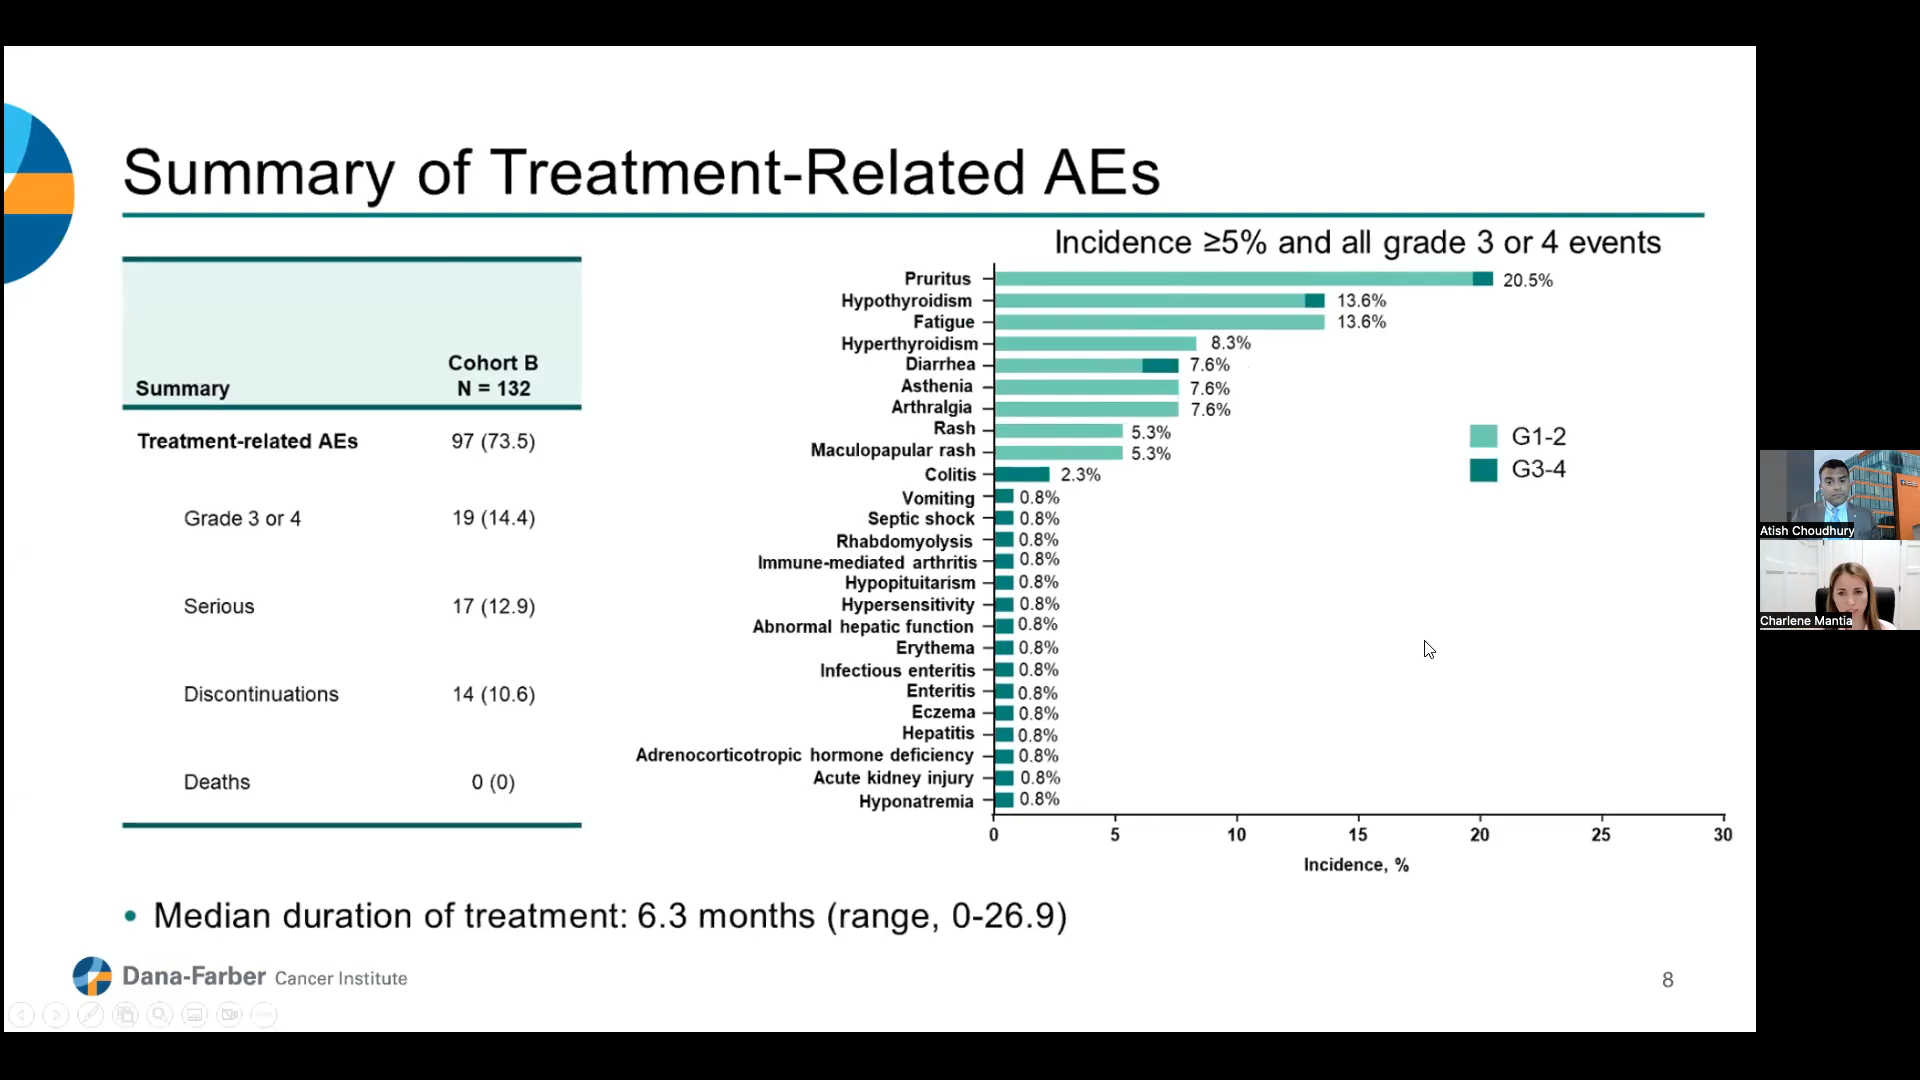 Summary of Treatment-Related AEs
Summary
Cohort B
N = 132
Treatment-related AEs 97 (73.5)
Grade 3 or 4 19 (14.4)
Serious 17 (12.9)
Discontinuations 14 (10.6)
Deaths 0 (0)
Incidence ≥5% and all grade 3 or 4 events
Pruritus 20.5%
Hypothyroidism 13.6%
Fatigue 13.6%
Hyperthyroidism 8.3%
Diarrhea 7.6%
Asthenia 7.6%
Arthralgia 7.6%
Rash 5.3%
Maculopapular rash 5.3%
Colitis 2.3%
Vomiting 0.8%
Septic shock 0.8%
Rhabdomyolysis 0.8%
Immune-mediated arthritis 0.8%
Hypopituitarism 0.8%
Hypersensitivity 0.8%
Abnormal hepatic function 0.8%
Erythema 0.8%
Infectious enteritis 0.8%
Enteritis 0.8%
Eczema 0.8%
Hepatitis 0.8%
Adrenocorticotropic hormone deficiency 0.8%
Acute kidney injury 0.8%
Hyponatremia 0.8%
0 5 10 15 20 25 30
Incidence, %
G1-2
G3-4
• Median duration of treatment: 6.3 months (range, 0-26.9)
Dana-Farber Cancer Institute
8
Atish Choudhury
Charlene Mantia